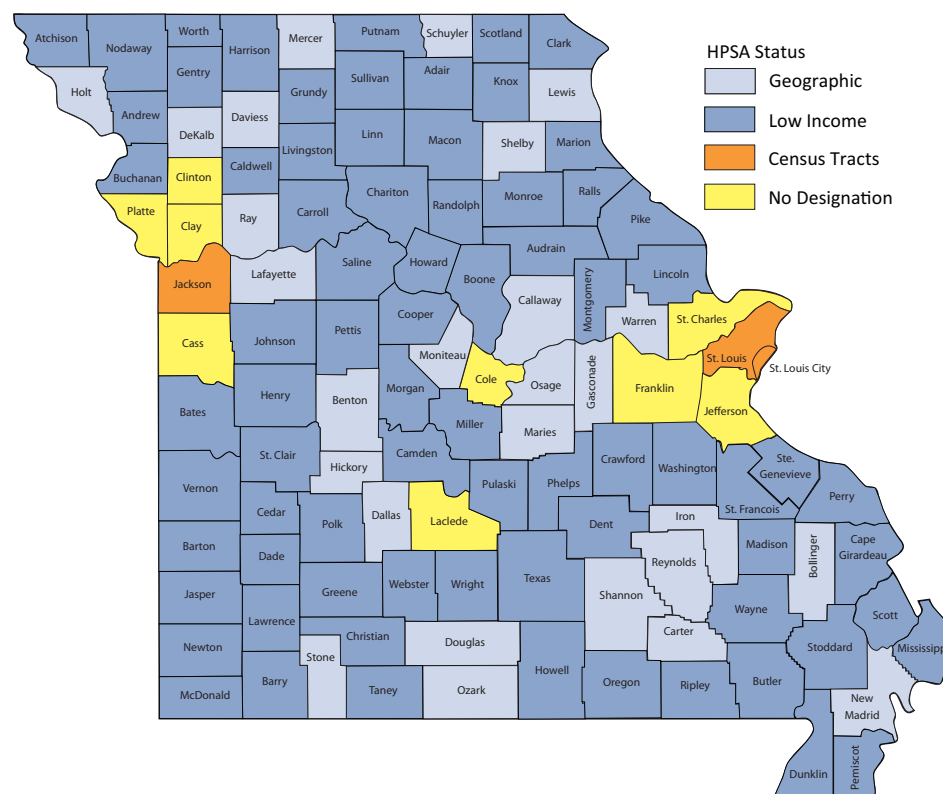 Atchison
Nodaway
Worth
Harrison
Mercer
Putnam
Schuyler
Scotland
Clark
HPSA Status
Geographic
Low Income
Census Tracts
No Designation
Gentry
Sullivan
Adair
Knox
Holt
Grundy
Lewis
Andrew
DeKalb
Daviess
Livingston
Linn
Macon
Shelby
Marion
Buchanan
Clinton
Caldwell
Chariton
Monroe
Ralls
Platte
Clay
Ray
Carroll
Randolph
Pike
Audrain
Jackson
Lafayette
Saline
Howard
Boone
Callaway
Montgomery
Lincoln
Cooper
Warren
St. Charles
Cass
Johnson
Pettis
Moniteau
Cole
Osage
Gasconade
Franklin
St. Louis
St. Louis City
Jefferson
Bates
Henry
Benton
Morgan
Miller
Maries
St. Clair
Hickory
Camden
Pulaski
Phelps
Crawford
Washington
Ste.
Genevieve
St. Francois
Perry
Vernon
Cedar
Polk
Dallas
Laclede
Dent
Iron
Madison
Bollinger
Cape
Girardeau
Barton
Dade
Reynolds
Jasper
Greene
Webster
Wright
Texas
Shannon
Wayne
Scott
Lawrence
Christian
Douglas
Carter
Stoddard
Mississippi
Newton
Stone
Howell
McDonald
Barry
Taney
Ozark
Oregon
Ripley
Butler
New
Madrid
Dunklin
Pemiscot